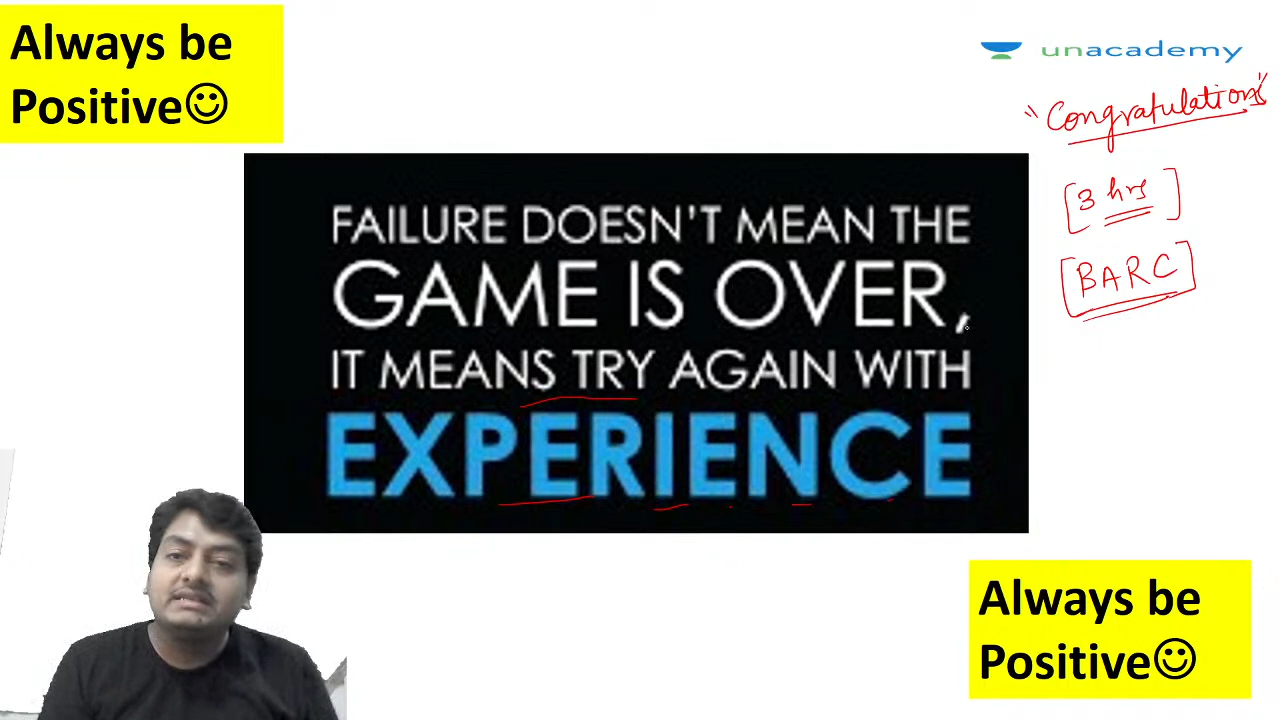 Always be
Positive☺
unacademy
"Congratulations"
[3 hrs]
[BARC]
FAILURE DOESN'T MEAN THE
GAME IS OVER,
IT MEANS TRY AGAIN WITH
EXPERIENCE
Always be
Positive☺